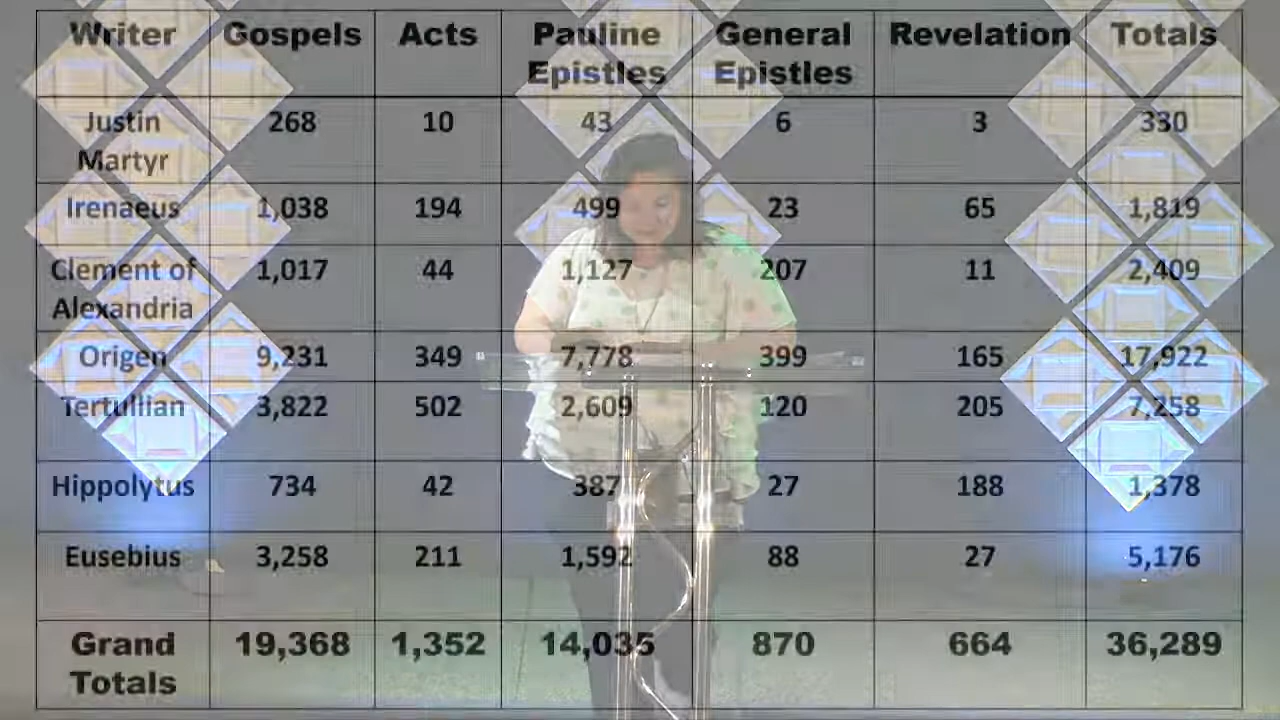 Writer Gospels Acts Pauline General Revelation Totals
Epistles Epistles
Justin 268 10 43 6 3 330
Martyr
Irenaeus 1,038 194 499 23 65 1,819
Clement of 1,017 44 1,127 207 11 2,409
Alexandria
Origen 9,231 349 7,778 399 165 17,922
Tertullian 3,822 502 2,609 120 205 7,258
Hippolytus 734 42 387 27 188 1,378
Eusebius 3,258 211 1,592 88 27 5,176
Grand 19,368 1,352 14,035 870 664 36,289
Totals